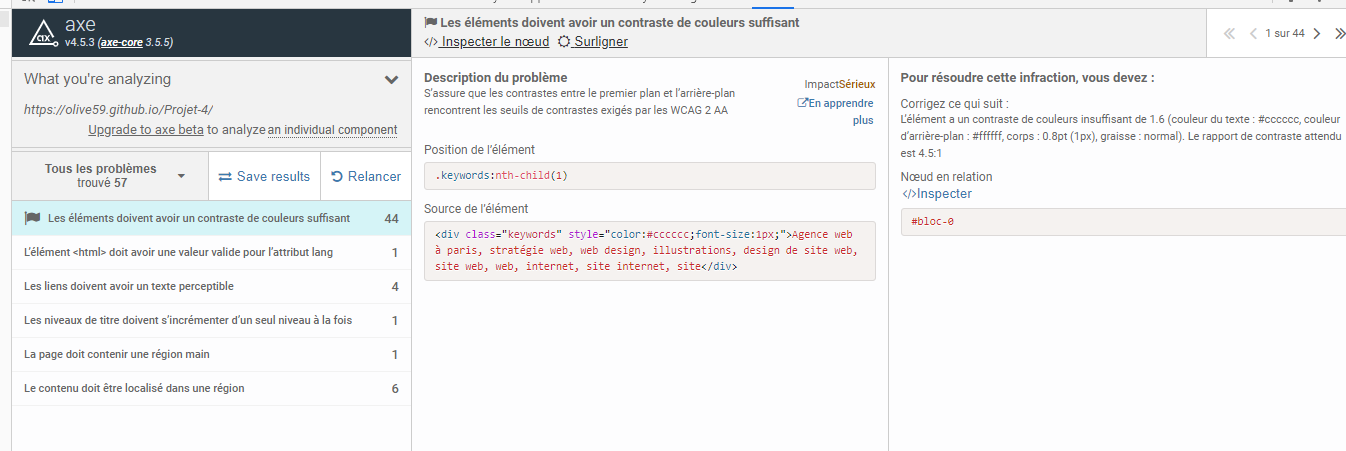 axe
v4.5.3 (axe-core 3.5.5)
What you're analyzing
https://olive59.github.io/Projet-4/
Upgrade to axe beta to analyze an individual component
Tous les problèmes
trouvé 57
Save results
Relancer
Les éléments doivent avoir un contraste de couleurs suffisant 44
L'élément <html> doit avoir une valeur valide pour l'attribut lang 1
Les liens doivent avoir un texte perceptible 4
Les niveaux de titre doivent s'incrémenter d'un seul niveau à la fois 1
La page doit contenir une région main 1
Le contenu doit être localisé dans une région 6
Les éléments doivent avoir un contraste de couleurs suffisant
</> Inspecter le nœud Surligner
1 sur 44
Description du problème
S'assure que les contrastes entre le premier plan et l'arrière-plan
rencontrent les seuils de contrastes exigés par les WCAG 2 AA
ImpactSérieux
En apprendre
plus
Position de l'élément
.keywords:nth-child(1)
Source de l'élément
<div class="keywords" style="color:#cccccc;font-size:1px;">Agence web
à paris, stratégie web, web design, illustrations, design de site web,
site web, web, internet, site internet, site</div>
Pour résoudre cette infraction, vous devez :
Corrigez ce qui suit :
L'élément a un contraste de couleurs insuffisant de 1.6 (couleur du texte : #cccccc, couleur
d'arrière-plan : #ffffff, corps : 0.8pt (1px), graisse : normal). Le rapport de contraste attendu
est 4.5:1
Nœud en relation
</>Inspecter
#bloc-0